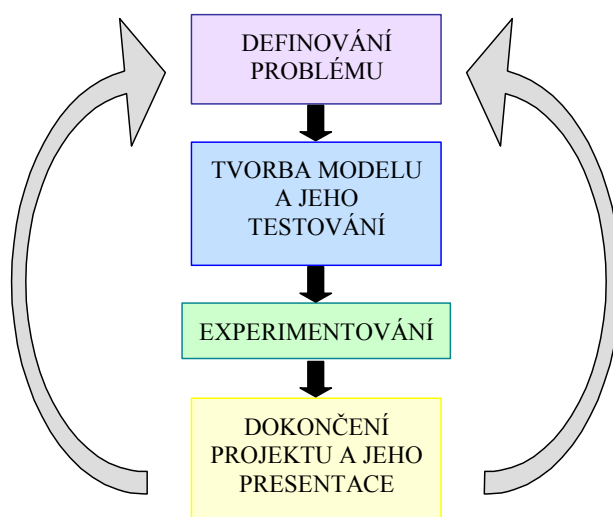 DEFINOVÁNÍ
PROBLÉMU
TVORBA MODELU
A JEHO
TESTOVÁNÍ
EXPERIMENTOVÁNÍ
DOKONČENÍ
PROJEKTU A JEHO
PRESENTACE